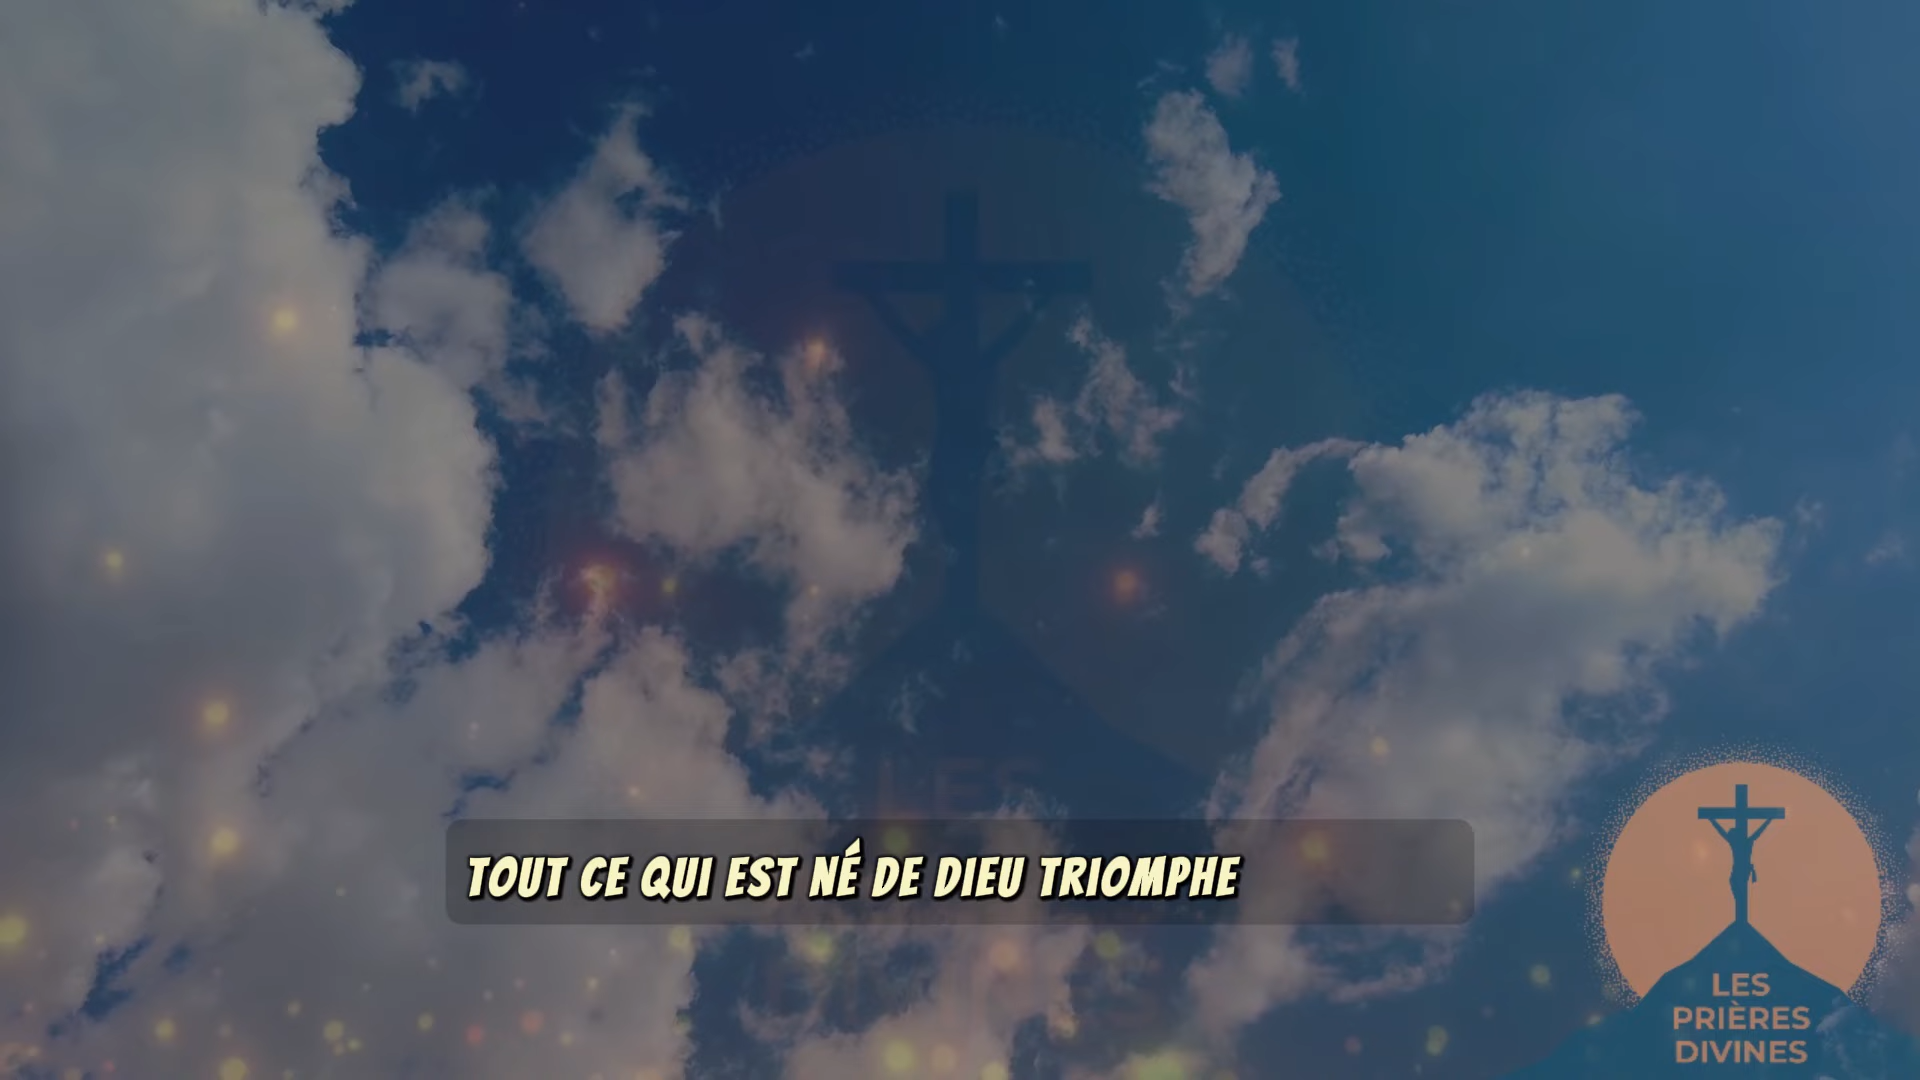 TOUT CE QUI EST NÉ DE DIEU TRIOMPHE
LES
PRIÈRES
DIVINES